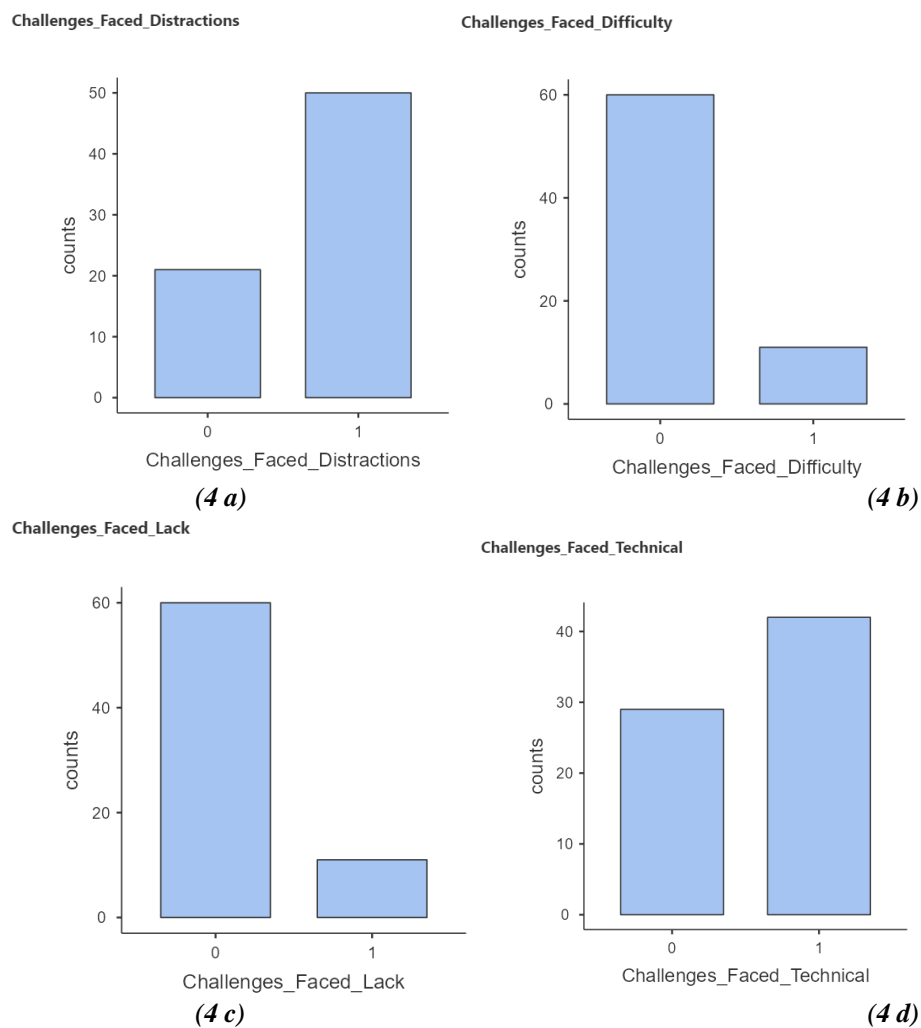 Challenges_Faced_Distractions
50
40
30
20
10
0
counts
0 1
Challenges_Faced_Distractions
(4 a)
Challenges_Faced_Difficulty
60
40
20
0
counts
0 1
Challenges_Faced_Difficulty
(4 b)
Challenges_Faced_Lack
60
40
20
0
counts
0 1
Challenges_Faced_Lack
(4 c)
Challenges_Faced_Technical
40
30
20
10
0
counts
0 1
Challenges_Faced_Technical
(4 d)